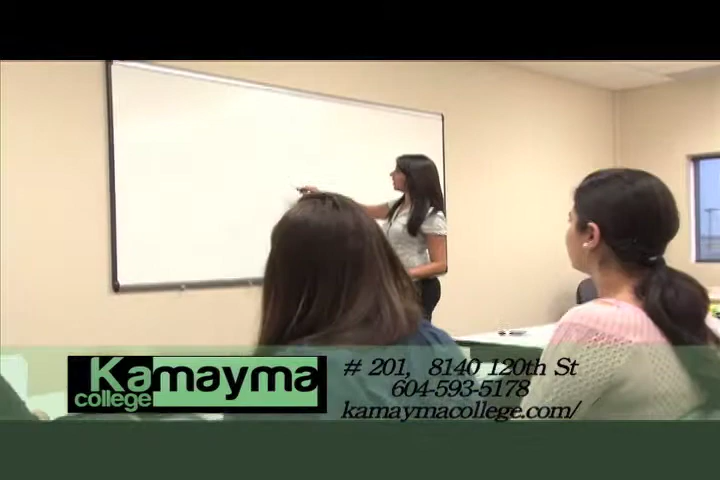 Kamayma
college
# 201, 8140 120th St
604-593-5178
kamaymacollege.com/